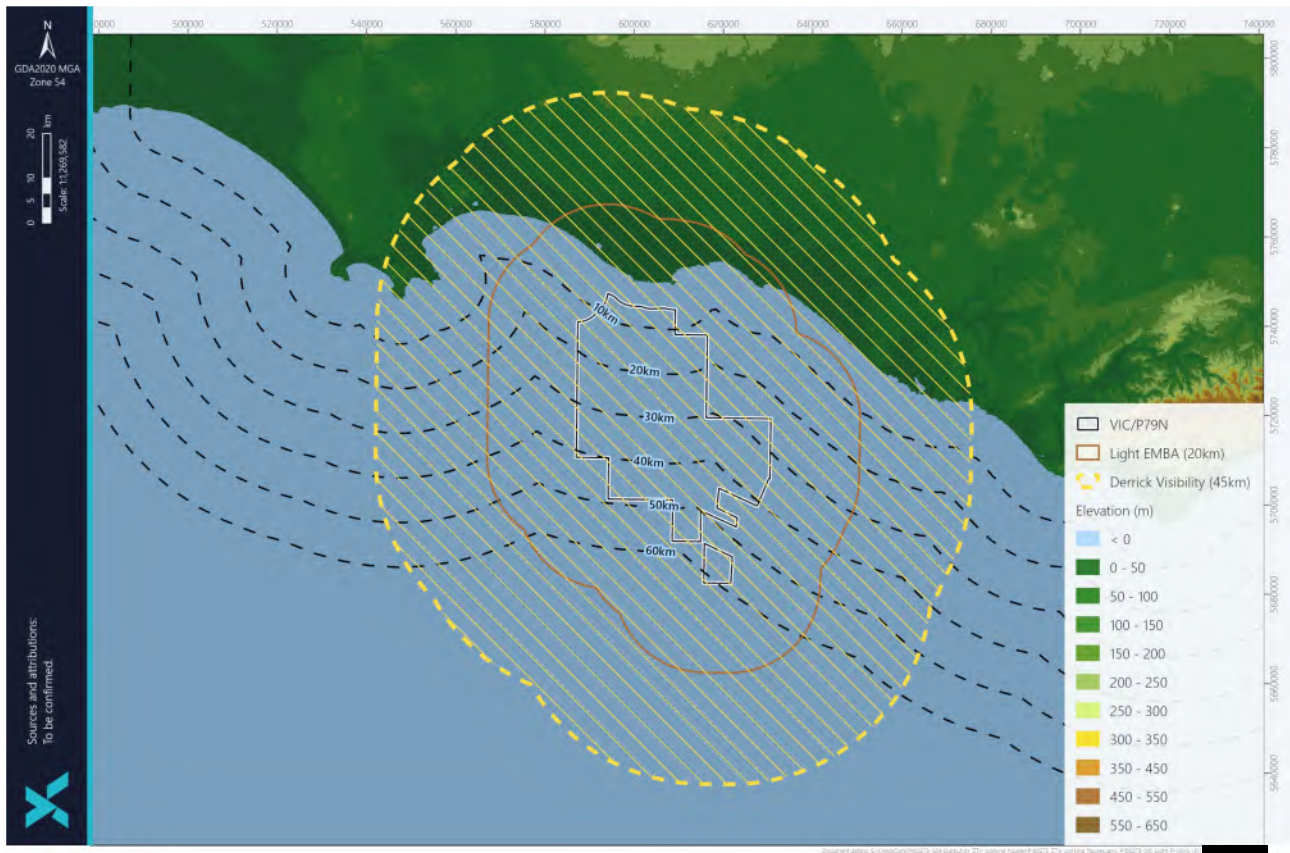 N
GDA2020 MGA
Zone 54
0 5 10 20
km
Scale: 1:1,269,582
Sources and attributions:
To be confirmed.
500000 520000 540000 560000 580000 600000 620000 640000 660000 680000 700000 720000 740000
5800000
5780000
5760000
5740000
5720000
5700000
5680000
5660000
5640000
10km
20km
30km
40km
50km
60km
VIC/P79N
Light EMBA (20km)
Derrick Visibility (45km)
Elevation (m)
< 0
0 - 50
50 - 100
100 - 150
150 - 200
200 - 250
250 - 300
300 - 350
350 - 450
450 - 550
550 - 650